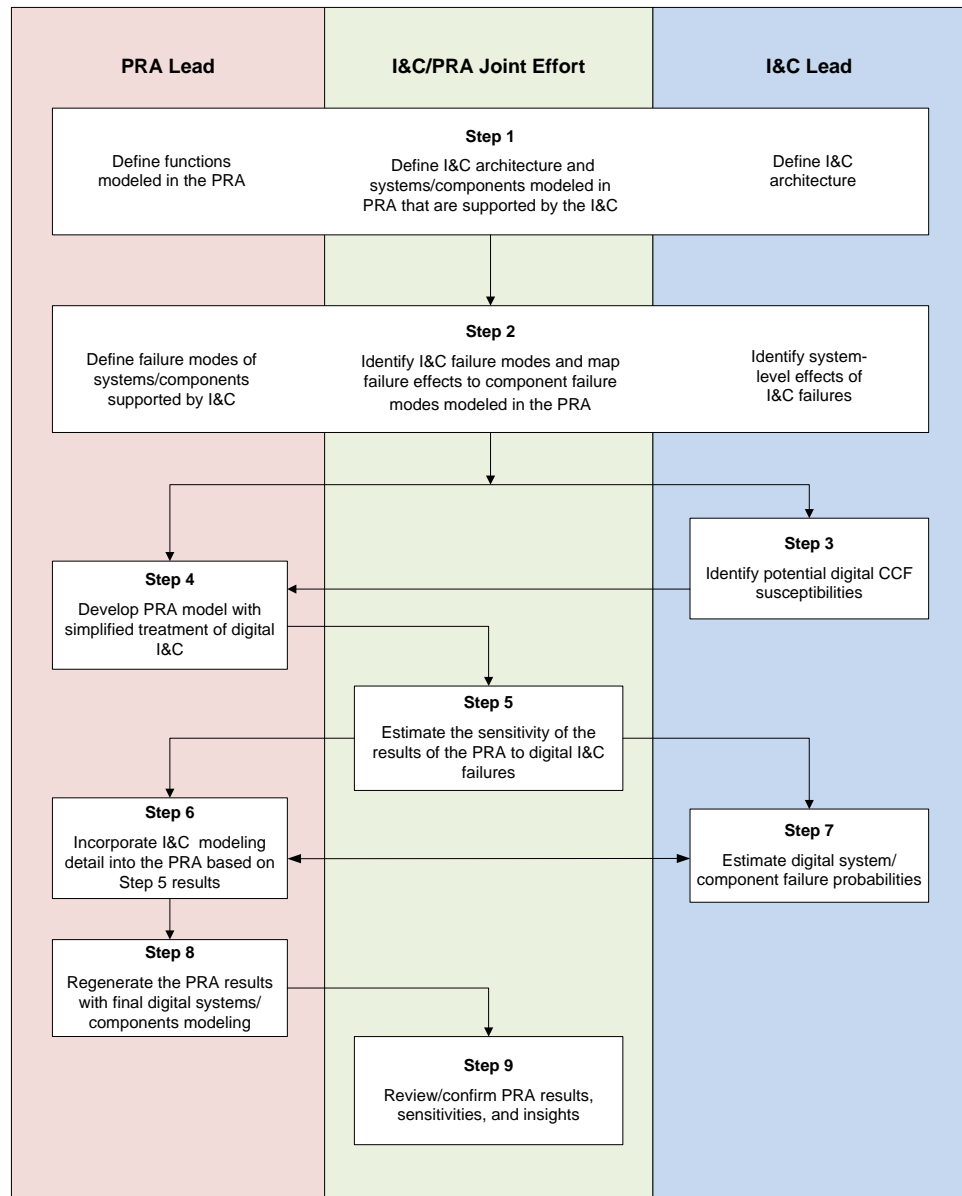 PRA Lead
I&C/PRA Joint Effort
I&C Lead
Define functions
modeled in the PRA
Step 1
Define I&C architecture and
systems/components modeled in
PRA that are supported by the I&C
Define I&C
architecture
Define failure modes of
systems/components
supported by I&C
Step 2
Identify I&C failure modes and map
failure effects to component failure
modes modeled in the PRA
Identify system-
level effects of
I&C failures
Step 3
Identify potential digital CCF
susceptibilities
Step 4
Develop PRA model with
simplified treatment of digital
I&C
Step 5
Estimate the sensitivity of the
results of the PRA to digital I&C
failures
Step 6
Incorporate I&C modeling
detail into the PRA based on
Step 5 results
Step 7
Estimate digital system/
component failure probabilities
Step 8
Regenerate the PRA results
with final digital systems/
components modeling
Step 9
Review/confirm PRA results,
sensitivities, and insights